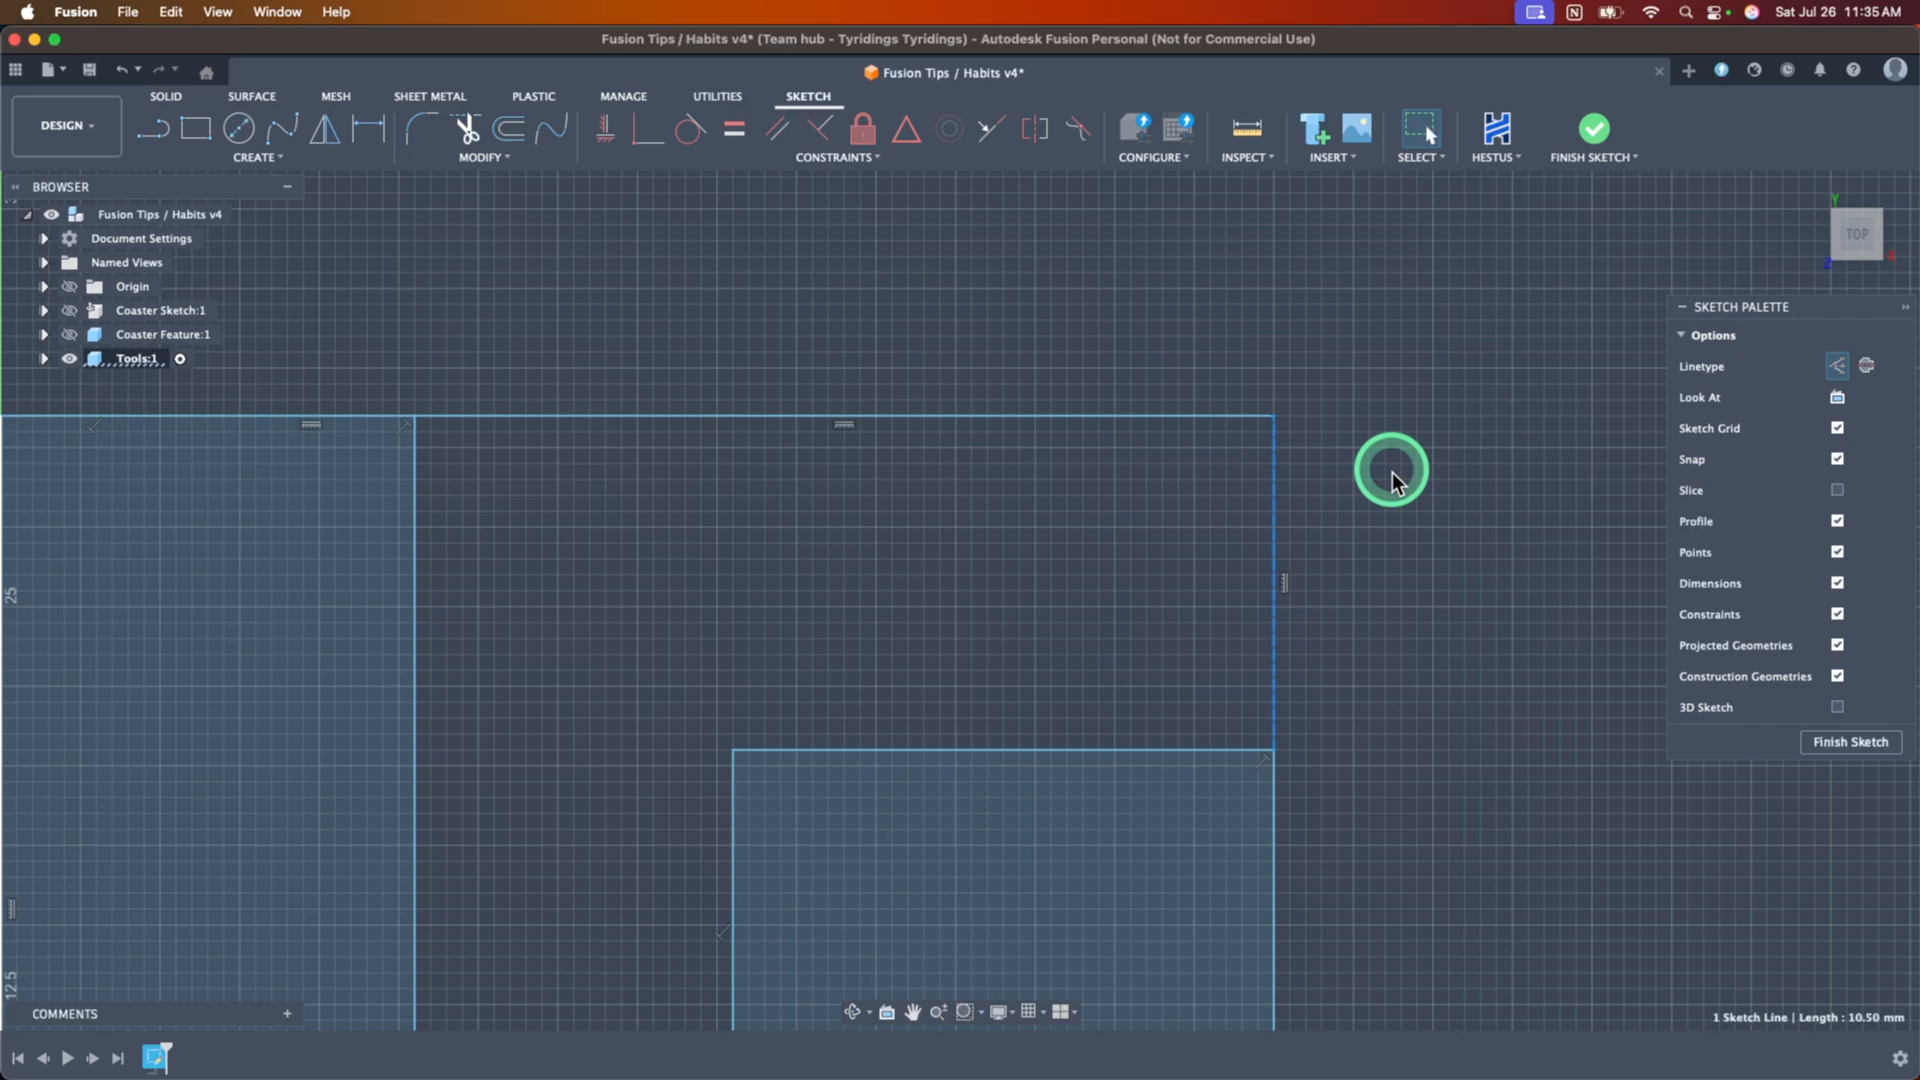 Fusion File Edit View Window Help
Sat Jul 26 11:35 AM
Fusion Tips / Habits v4* (Team hub - Tyridings Tyridings) - Autodesk Fusion Personal (Not for Commercial Use)
Fusion Tips / Habits v4*
SOLID SURFACE MESH SHEET METAL PLASTIC MANAGE UTILITIES SKETCH
DESIGN
CREATE MODIFY CONSTRAINTS CONFIGURE INSPECT INSERT SELECT HESTUS FINISH SKETCH
BROWSER
Fusion Tips / Habits v4
Document Settings
Named Views
Origin
Coaster Sketch:1
Coaster Feature:1
Tools:1
Y
TOP
Z
SKETCH PALETTE
Options
Linetype
Look At
Sketch Grid
Snap
Slice
Profile
Points
Dimensions
Constraints
Projected Geometries
Construction Geometries
3D Sketch
Finish Sketch
25
12.5
COMMENTS
1 Sketch Line | Length : 10.50 mm